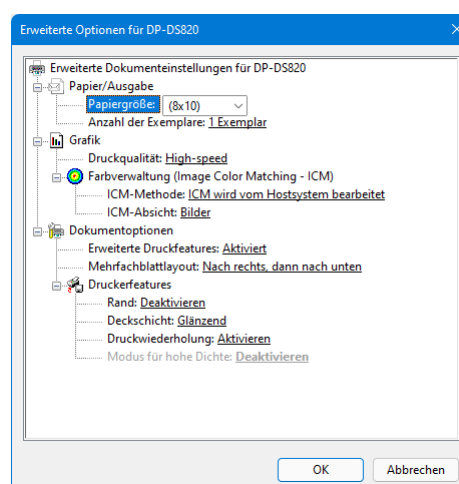 Erweiterte Optionen für DP-DS820
Erweiterte Dokumenteinstellungen für DP-DS820
Papier/Ausgabe
Papiergröße: (8x10)
Anzahl der Exemplare: 1 Exemplar
Grafik
Druckqualität: High-speed
Farbverwaltung (Image Color Matching - ICM)
ICM-Methode: ICM wird vom Hostsystem bearbeitet
ICM-Absicht: Bilder
Dokumentoptionen
Erweiterte Druckfeatures: Aktiviert
Mehrfachblattlayout: Nach rechts, dann nach unten
Druckerfeatures
Rand: Deaktivieren
Deckschicht: Glänzend
Druckwiederholung: Aktivieren
Modus für hohe Dichte: Deaktivieren
OK Abbrechen